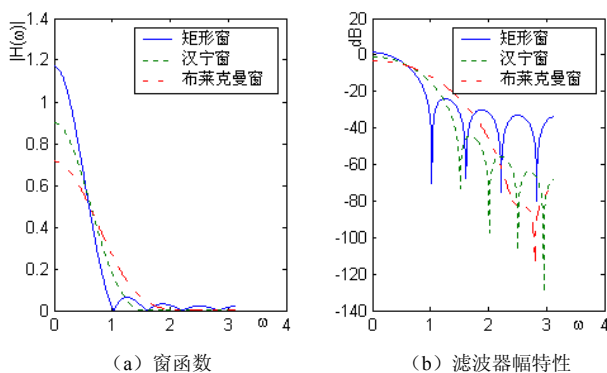 |H(ω)|
1.4
1.2
1
0.8
0.6
0.4
0.2
0
0
1
2
3
4
ω
矩形窗
汉宁窗
布莱克曼窗
(a) 窗函数
dB
20
0
-20
-40
-60
-80
-100
-120
-140
0
1
2
3
4
ω
矩形窗
汉宁窗
布莱克曼窗
(b) 滤波器幅特性